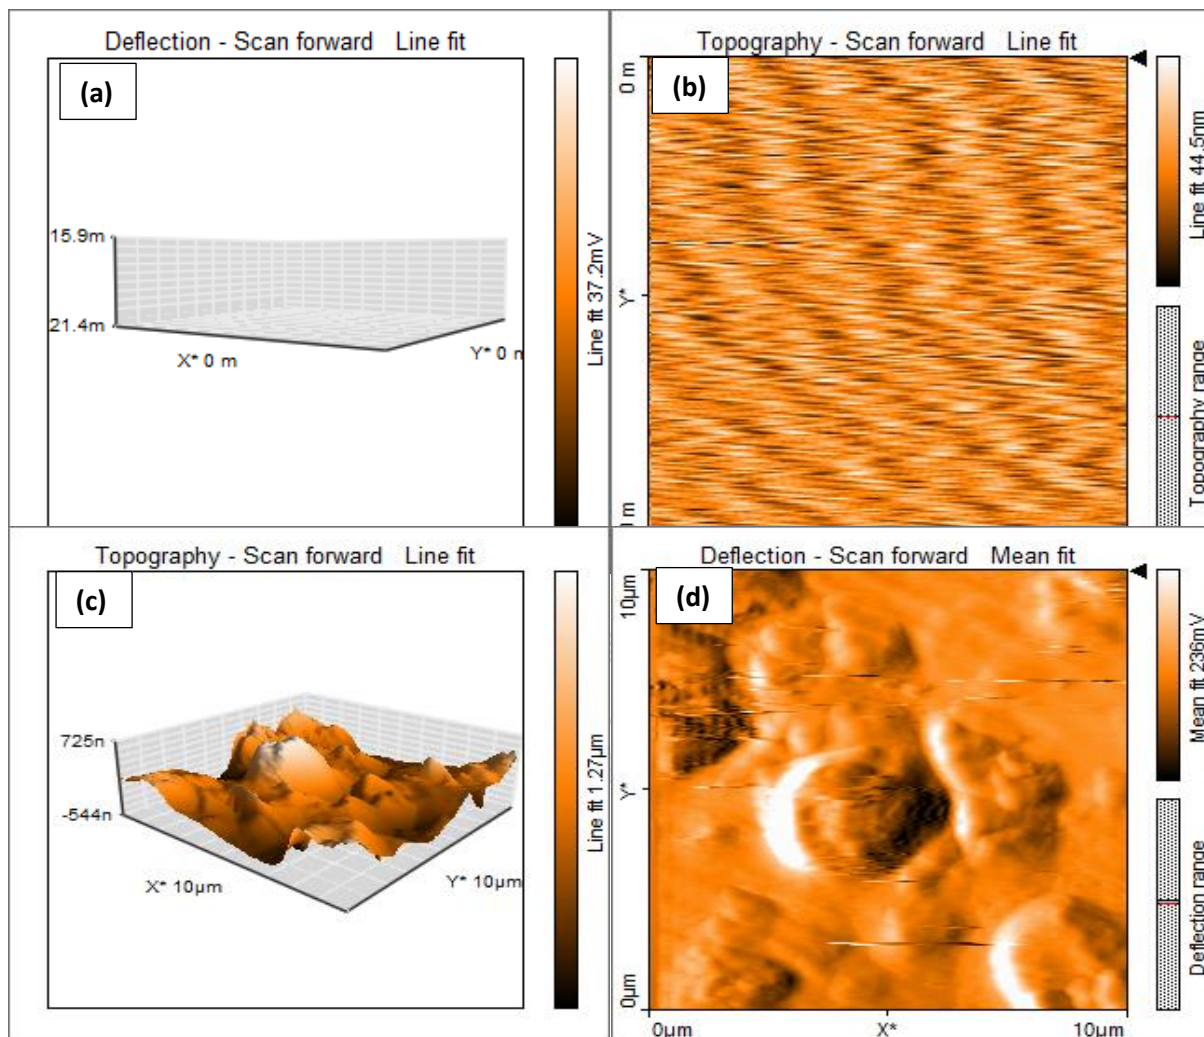 Deflection - Scan forward Line fit
(a)
15.9m
21.4m
X* 0 m
Y* 0 m
Line fit 37.2mV
Topography - Scan forward Line fit
(b)
0 m
Y*
Line fit 44.5nm
Topography range
Topography - Scan forward Line fit
(c)
725n
-544n
X* 10µm
Y* 10µm
Line fit 1.27µm
Deflection - Scan forward Mean fit
(d)
10µm
Y*
0µm
0µm
X*
10µm
Mean fit 236mV
Deflection range